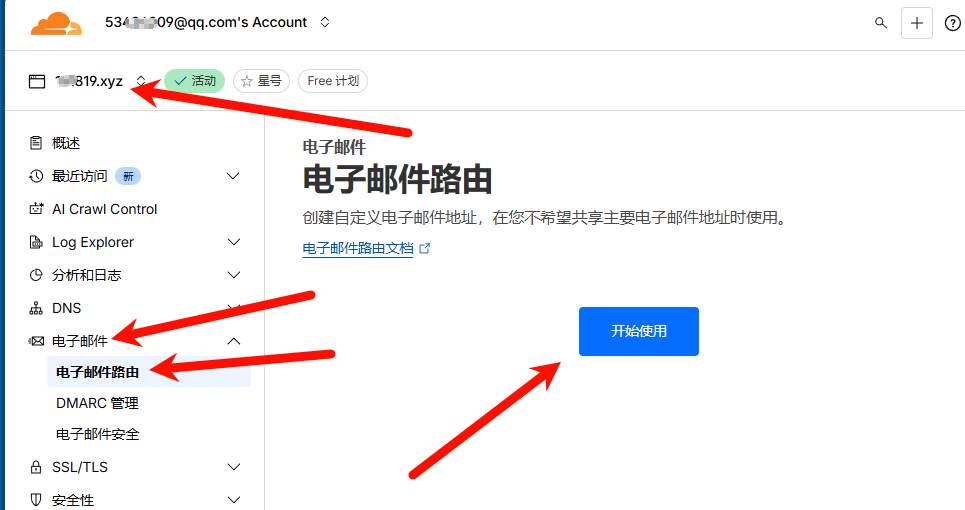 @qq.com's Account
819.xyz
活动
星号
Free 计划
概述
最近访问 新
AI Crawl Control
Log Explorer
分析和日志
DNS
电子邮件
电子邮件路由
DMARC 管理
电子邮件安全
SSL/TLS
安全性
电子邮件
电子邮件路由
创建自定义电子邮件地址，在您不希望共享主要电子邮件地址时使用。
电子邮件路由文档
开始使用